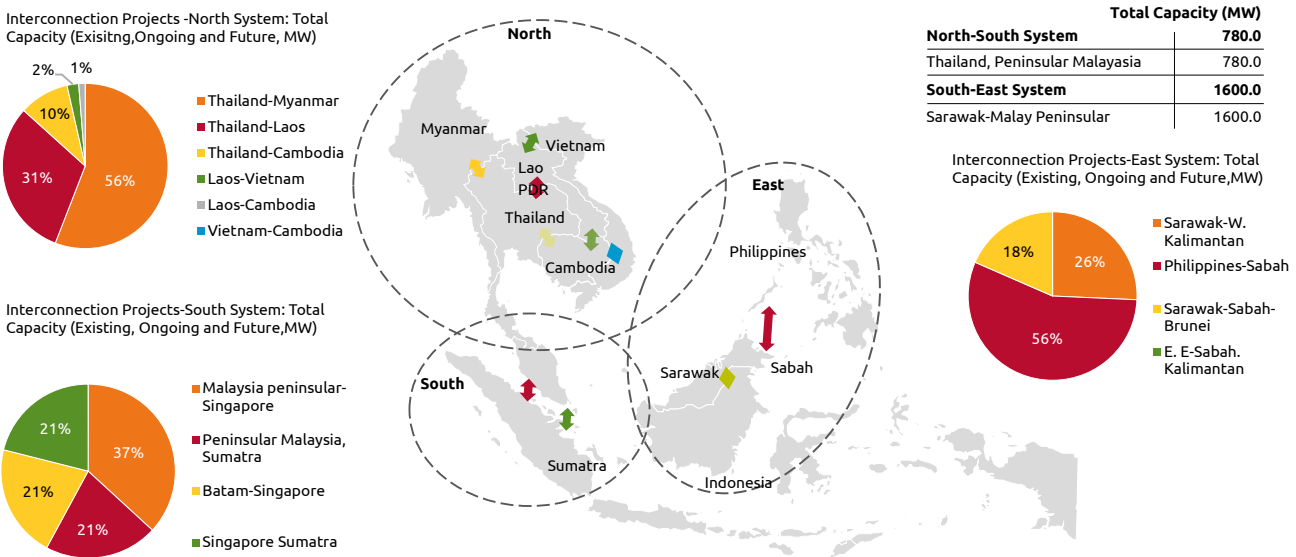 Interconnection Projects -North System: Total
Capacity (Exisitng,Ongoing and Future, MW)
2%
1%
10%
31%
56%
Thailand-Myanmar
Thailand-Laos
Thailand-Cambodia
Laos-Vietnam
Laos-Cambodia
Vietnam-Cambodia
Interconnection Projects-South System: Total
Capacity (Existing, Ongoing and Future,MW)
21%
37%
21%
21%
Malaysia peninsular-
Singapore
Peninsular Malaysia,
Sumatra
Batam-Singapore
Singapore Sumatra
North
Myanmar
Vietnam
Lao
PDR
Thailand
Cambodia
South
Sumatra
East
Philippines
Sarawak
Sabah
Indonesia
Total Capacity (MW)
North-South System 780.0
Thailand, Peninsular Malayasia 780.0
South-East System 1600.0
Sarawak-Malay Peninsular 1600.0
Interconnection Projects-East System: Total
Capacity (Existing, Ongoing and Future,MW)
18%
26%
56%
Sarawak-W.
Kalimantan
Philippines-Sabah
Sarawak-Sabah-
Brunei
E. E-Sabah.
Kalimantan